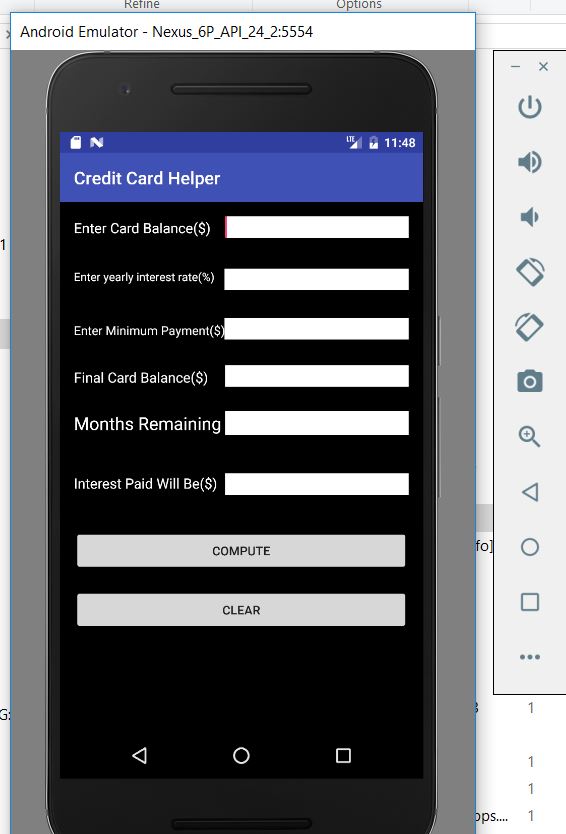 Refine Options
Android Emulator - Nexus_6P_API_24_2:5554
LTE 11:48
Credit Card Helper
1
Enter Card Balance($)
Enter yearly interest rate(%)
Enter Minimum Payment($)
Final Card Balance($)
Months Remaining
Interest Paid Will Be($)
fo]
COMPUTE
CLEAR
G:
1
1
1
ops.... 1